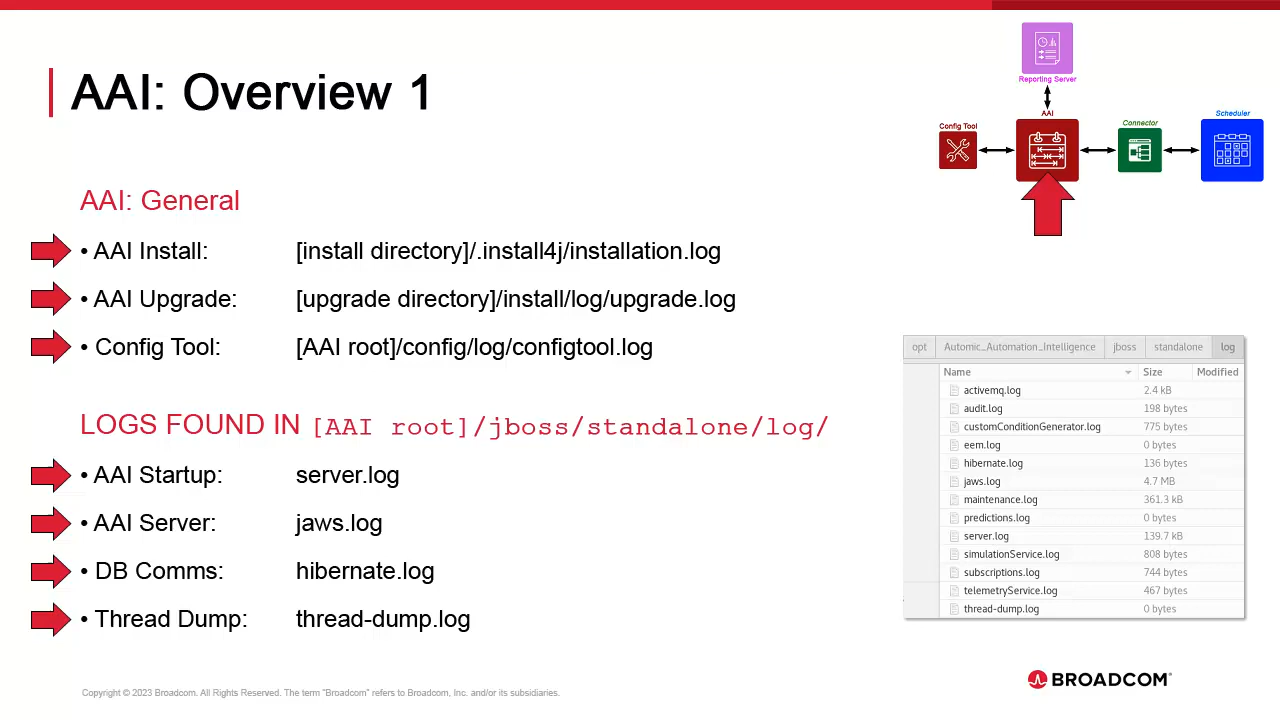 AAI: Overview 1
Reporting Server
AAI
Config Tool
Connector
Scheduler
AAI: General
• AAI Install: [install directory]/.install4j/installation.log
• AAI Upgrade: [upgrade directory]/install/log/upgrade.log
• Config Tool: [AAI root]/config/log/configtool.log
LOGS FOUND IN [AAI root]/jboss/standalone/log/
• AAI Startup: server.log
• AAI Server: jaws.log
• DB Comms: hibernate.log
• Thread Dump: thread-dump.log
opt Automic_Automation_Intelligence jboss standalone log
Name Size Modified
activemq.log 2.4 kB
audit.log 198 bytes
customConditionGenerator.log 775 bytes
eem.log 0 bytes
hibernate.log 136 bytes
jaws.log 4.7 MB
maintenance.log 361.3 kB
predictions.log 0 bytes
server.log 139.7 kB
simulationService.log 808 bytes
subscriptions.log 744 bytes
telemetryService.log 467 bytes
thread-dump.log 0 bytes
Copyright © 2023 Broadcom. All Rights Reserved. The term “Broadcom” refers to Broadcom, Inc. and/or its subsidiaries.
BROADCOM